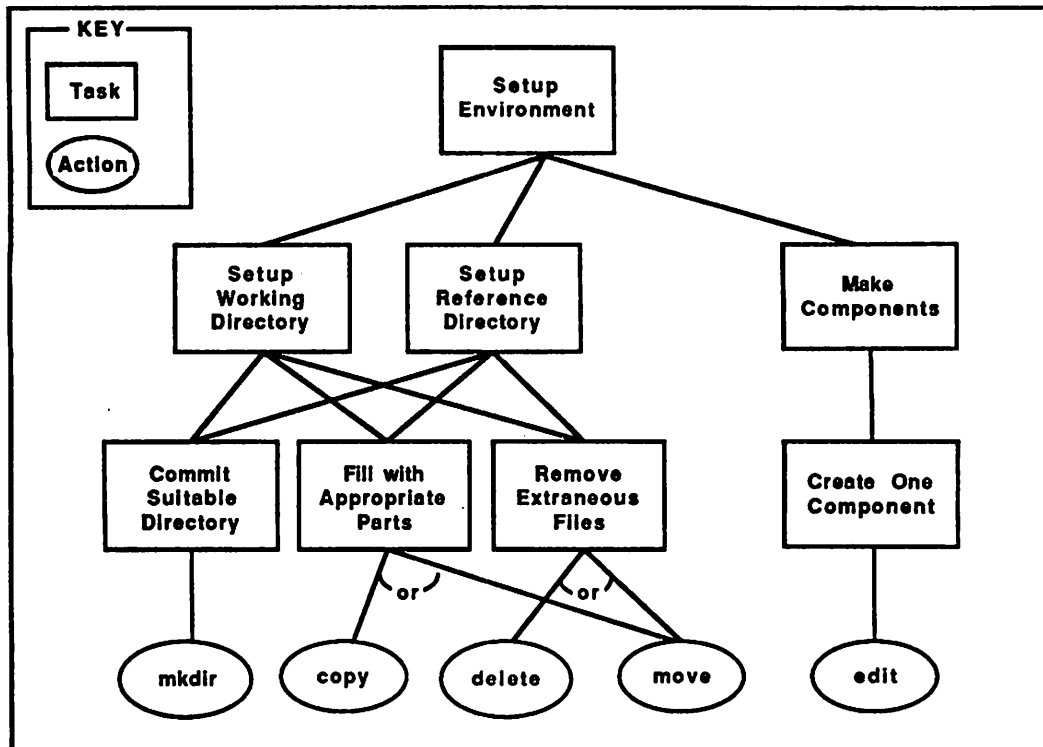 KEY
Task
Action
Setup
Environment
Setup
Working
Directory
Setup
Reference
Directory
Make
Components
Commit
Suitable
Directory
Fill with
Appropriate
Parts
Remove
Extraneous
Files
Create One
Component
or
or
mkdir
copy
delete
move
edit